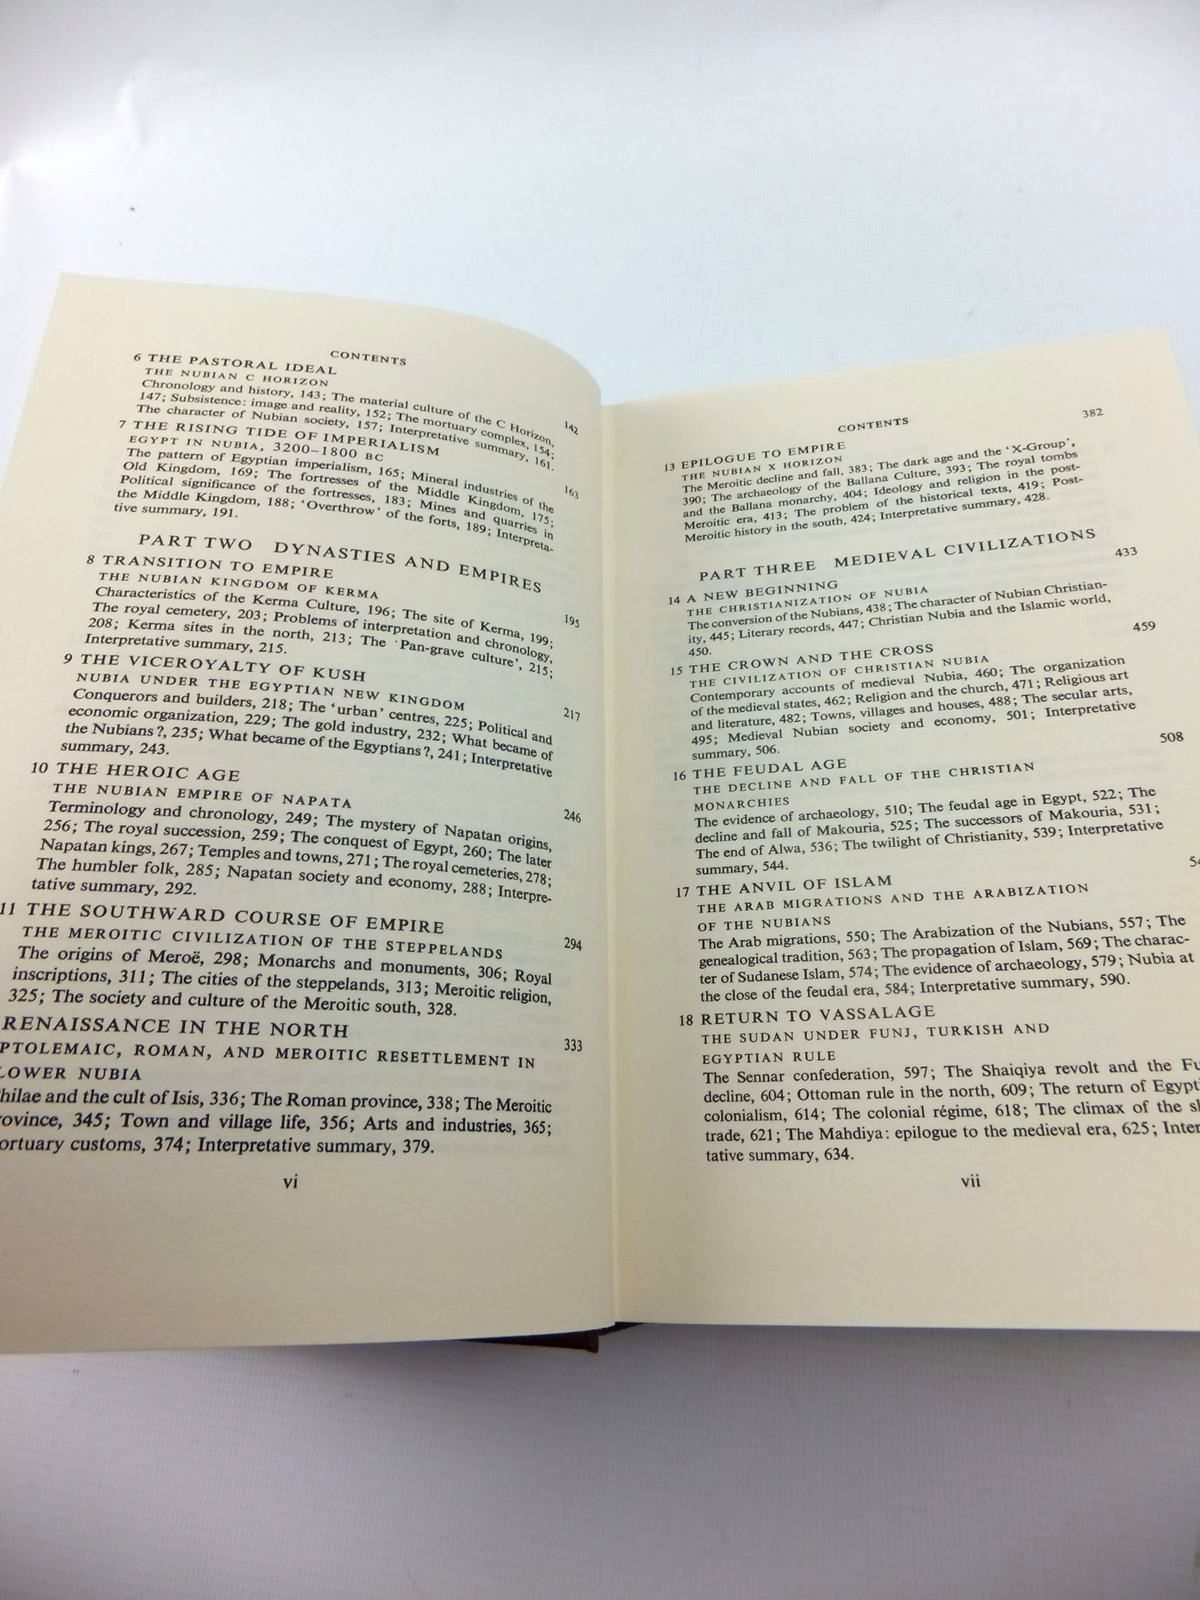 CONTENTS
6 THE PASTORAL IDEAL
THE NUBIAN C HORIZON
142
Chronology and history, 143; The material culture of the C Horizon,
147; Subsistence: image and reality, 152; The mortuary complex, 154;
The character of Nubian society, 157; Interpretative summary, 161.
7 THE RISING TIDE OF IMPERIALISM
EGYPT IN NUBIA, 3200–1800 BC
163
The pattern of Egyptian imperialism, 165; Mineral industries of the
Old Kingdom, 169; The fortresses of the Middle Kingdom, 175;
Political significance of the fortresses, 183; Mines and quarries in
the Middle Kingdom, 188; ‘Overthrow’ of the forts, 189; Interpreta-
tive summary, 191.
PART TWO DYNASTIES AND EMPIRES
8 TRANSITION TO EMPIRE
THE NUBIAN KINGDOM OF KERMA
195
Characteristics of the Kerma Culture, 196; The site of Kerma, 199;
The royal cemetery, 203; Problems of interpretation and chronology,
208; Kerma sites in the north, 213; The ‘Pan-grave culture’, 215;
Interpretative summary, 215.
9 THE VICEROYALTY OF KUSH
NUBIA UNDER THE EGYPTIAN NEW KINGDOM
217
Conquerors and builders, 218; The ‘urban’ centres, 225; Political and
economic organization, 229; The gold industry, 232; What became of
the Nubians?, 235; What became of the Egyptians?, 241; Interpretative
summary, 243.
10 THE HEROIC AGE
THE NUBIAN EMPIRE OF NAPATA
246
Terminology and chronology, 249; The mystery of Napatan origins,
256; The royal succession, 259; The conquest of Egypt, 260; The later
Napatan kings, 267; Temples and towns, 271; The royal cemeteries, 278;
The humbler folk, 285; Napatan society and economy, 288; Interpre-
tative summary, 292.
11 THE SOUTHWARD COURSE OF EMPIRE
THE MEROITIC CIVILIZATION OF THE STEPPELANDS
294
The origins of Meroë, 298; Monarchs and monuments, 306; Royal
inscriptions, 311; The cities of the steppelands, 313; Meroitic religion,
325; The society and culture of the Meroitic south, 328.
RENAISSANCE IN THE NORTH
PTOLEMAIC, ROMAN, AND MEROITIC RESETTLEMENT IN
333
LOWER NUBIA
hilae and the cult of Isis, 336; The Roman province, 338; The Meroitic
ovince, 345; Town and village life, 356; Arts and industries, 365;
ortuary customs, 374; Interpretative summary, 379.
vi
CONTENTS
13 EPILOGUE TO EMPIRE
382
THE NUBIAN X HORIZON
The Meroitic decline and fall, 383; The dark age and the ‘X-Group’,
390; The archaeology of the Ballana Culture, 393; The royal tombs
and the Ballana monarchy, 404; Ideology and religion in the post-
Meroitic era, 413; The problem of the historical texts, 419; Post-
Meroitic history in the south, 424; Interpretative summary, 428.
PART THREE MEDIEVAL CIVILIZATIONS
14 A NEW BEGINNING
433
THE CHRISTIANIZATION OF NUBIA
The conversion of the Nubians, 438; The character of Nubian Christian-
ity, 445; Literary records, 447; Christian Nubia and the Islamic world,
450.
15 THE CROWN AND THE CROSS
459
THE CIVILIZATION OF CHRISTIAN NUBIA
Contemporary accounts of medieval Nubia, 460; The organization
of the medieval states, 462; Religion and the church, 471; Religious art
and literature, 482; Towns, villages and houses, 488; The secular arts,
495; Medieval Nubian society and economy, 501; Interpretative
summary, 506.
16 THE FEUDAL AGE
508
THE DECLINE AND FALL OF THE CHRISTIAN
MONARCHIES
The evidence of archaeology, 510; The feudal age in Egypt, 522; The
decline and fall of Makouria, 525; The successors of Makouria, 531;
The end of Alwa, 536; The twilight of Christianity, 539; Interpretative
summary, 544.
17 THE ANVIL OF ISLAM
THE ARAB MIGRATIONS AND THE ARABIZATION
OF THE NUBIANS
The Arab migrations, 550; The Arabization of the Nubians, 557; The
genealogical tradition, 563; The propagation of Islam, 569; The charac-
ter of Sudanese Islam, 574; The evidence of archaeology, 579; Nubia at
the close of the feudal era, 584; Interpretative summary, 590.
18 RETURN TO VASSALAGE
THE SUDAN UNDER FUNJ, TURKISH AND
EGYPTIAN RULE
The Sennar confederation, 597; The Shaiqiya revolt and the Fu
decline, 604; Ottoman rule in the north, 609; The return of Egypt
colonialism, 614; The colonial régime, 618; The climax of the sl
trade, 621; The Mahdiya: epilogue to the medieval era, 625; Inter
tative summary, 634.
vii